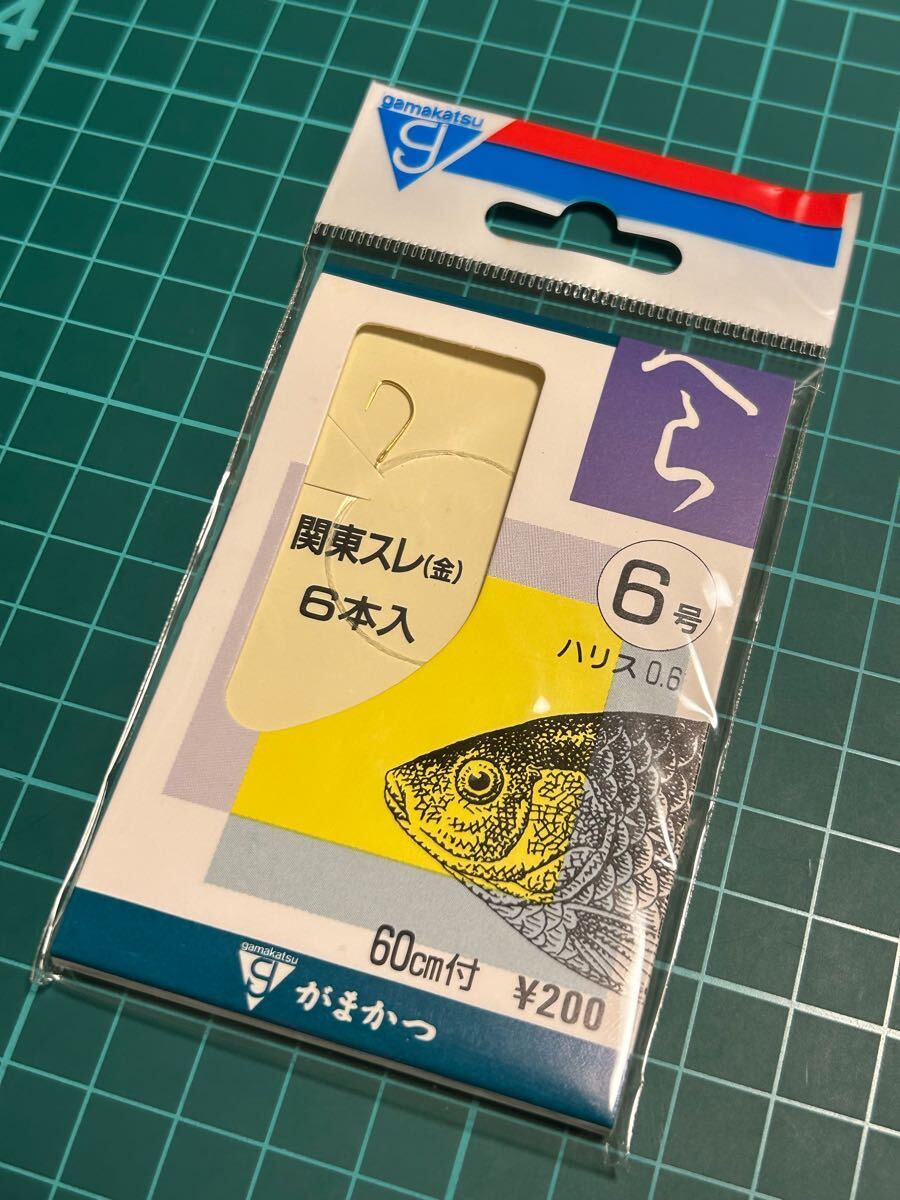 4
gamakatsu
g
へら
関東スレ(金)
6本入
6号
ハリス 0.6
60cm付 ¥200
gamakatsu
g
がまかつ